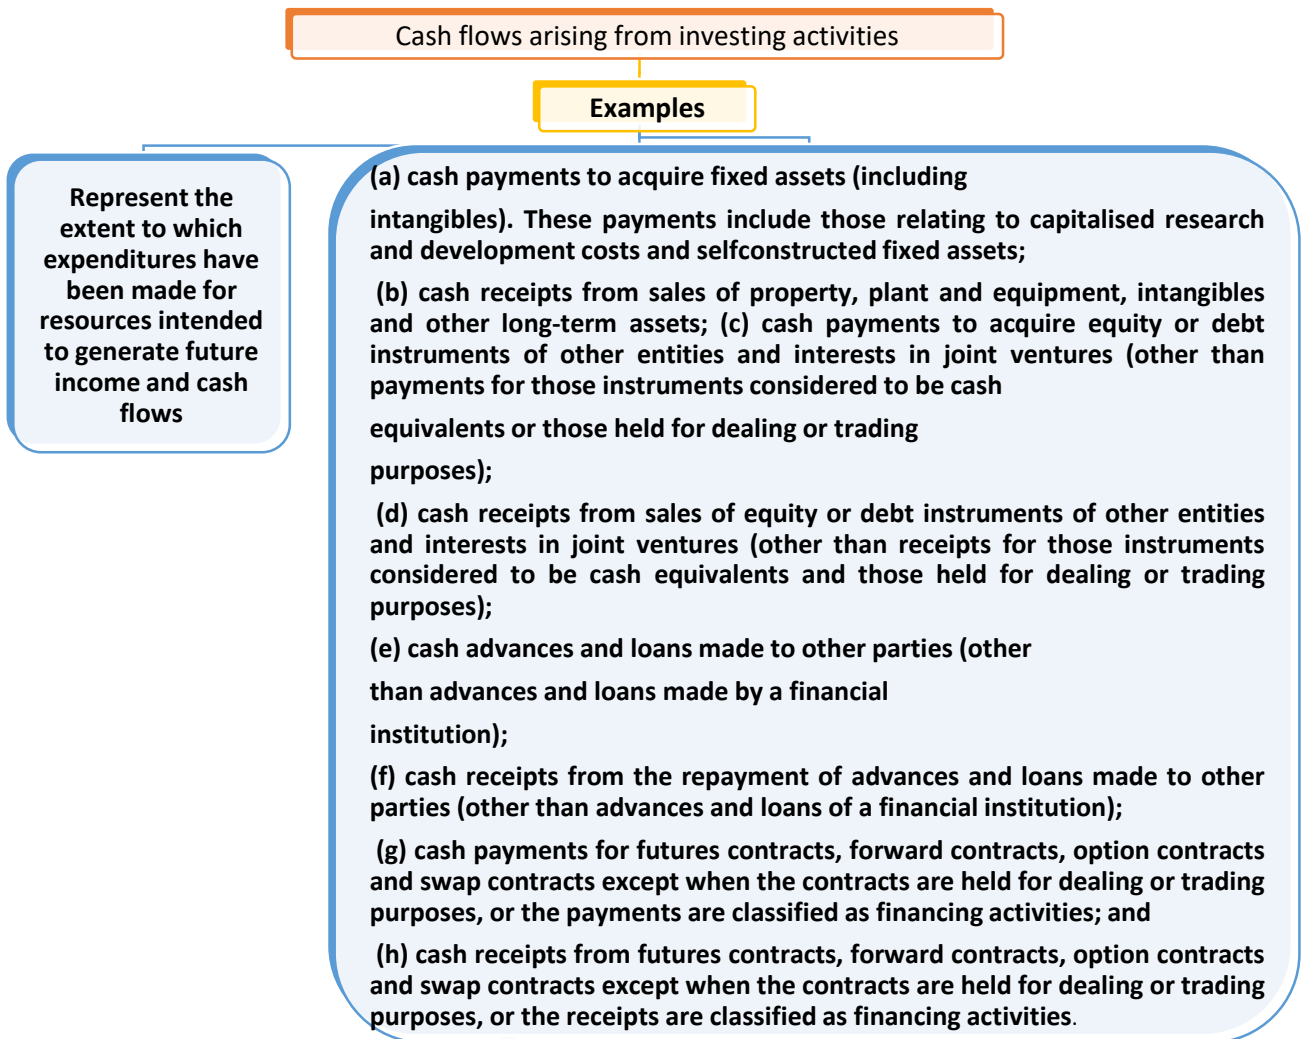 Cash flows arising from investing activities
Examples
Represent the
extent to which
expenditures have
been made for
resources intended
to generate future
income and cash
flows
(a) cash payments to acquire fixed assets (including
intangibles). These payments include those relating to capitalised research
and development costs and selfconstructed fixed assets;
(b) cash receipts from sales of property, plant and equipment, intangibles
and other long-term assets; (c) cash payments to acquire equity or debt
instruments of other entities and interests in joint ventures (other than
payments for those instruments considered to be cash
equivalents or those held for dealing or trading
purposes);
(d) cash receipts from sales of equity or debt instruments of other entities
and interests in joint ventures (other than receipts for those instruments
considered to be cash equivalents and those held for dealing or trading
purposes);
(e) cash advances and loans made to other parties (other
than advances and loans made by a financial
institution);
(f) cash receipts from the repayment of advances and loans made to other
parties (other than advances and loans of a financial institution);
(g) cash payments for futures contracts, forward contracts, option contracts
and swap contracts except when the contracts are held for dealing or trading
purposes, or the payments are classified as financing activities; and
(h) cash receipts from futures contracts, forward contracts, option contracts
and swap contracts except when the contracts are held for dealing or trading
purposes, or the receipts are classified as financing activities.